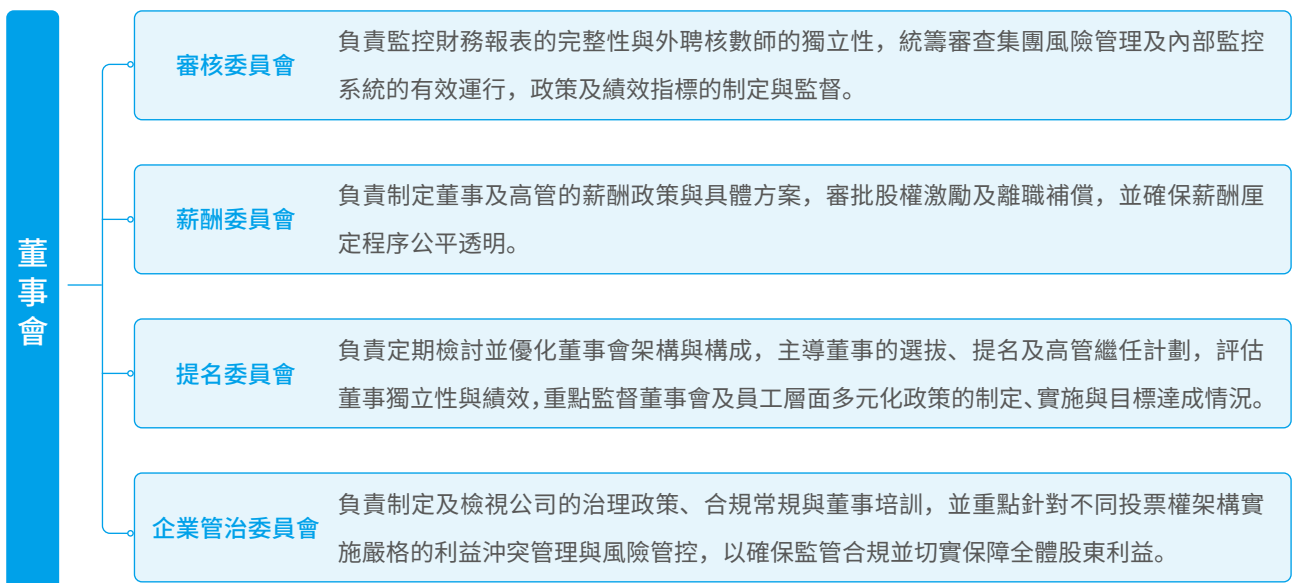 董事會
審核委員會
負責監控財務報表的完整性與外聘核數師的獨立性，統籌審查集團風險管理及內部監控
系統的有效運行，政策及績效指標的制定與監督。
薪酬委員會
負責制定董事及高管的薪酬政策與具體方案，審批股權激勵及離職補償，並確保薪酬厘
定程序公平透明。
提名委員會
負責定期檢討並優化董事會架構與構成，主導董事的選拔、提名及高管繼任計劃，評估
董事獨立性與績效，重點監督董事會及員工層面多元化政策的制定、實施與目標達成情況。
企業管治委員會
負責制定及檢視公司的治理政策、合規常規與董事培訓，並重點針對不同投票權架構實
施嚴格的利益沖突管理與風險管控，以確保監管合規並切實保障全體股東利益。